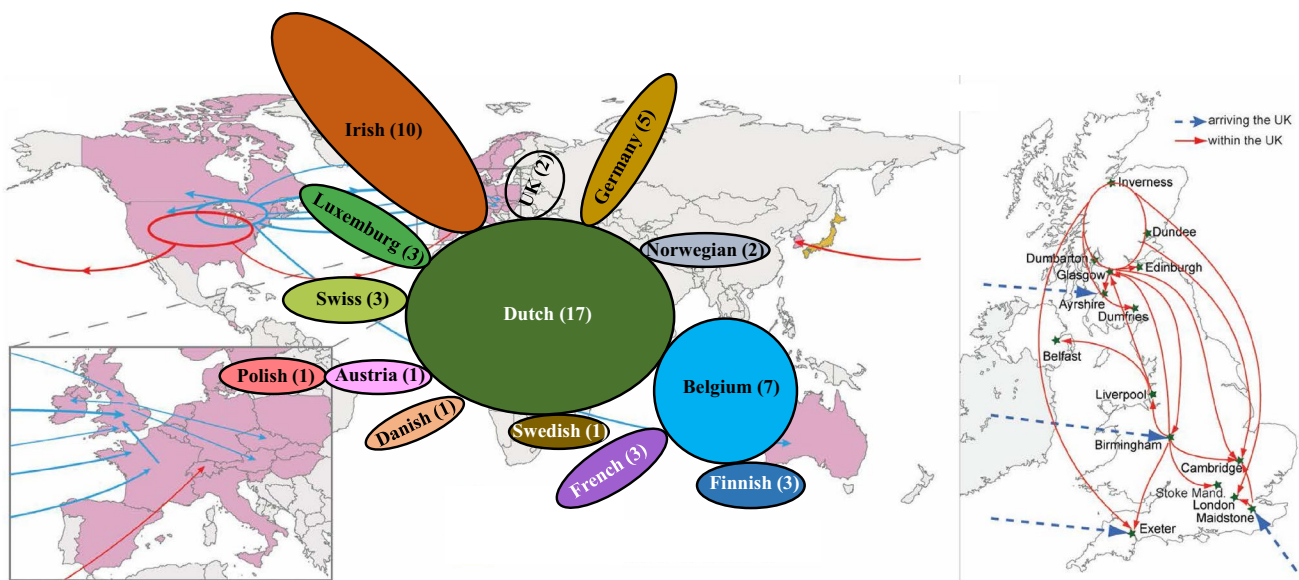 Irish (10)
Germany (5)
UK (2)
Luxemburg (3)
Norwegian (2)
Swiss (3)
Dutch (17)
Polish (1)
Austria (1)
Belgium (7)
Danish (1)
Swedish (1)
French (3)
Finnish (3)
arriving the UK
within the UK
Inverness
Dundee
Dumbarton
Edinburgh
Glasgow
Ayrshire
Dumfries
Belfast
Liverpool
Birmingham
Cambridge
Stoke Mand.
London
Maidstone
Exeter